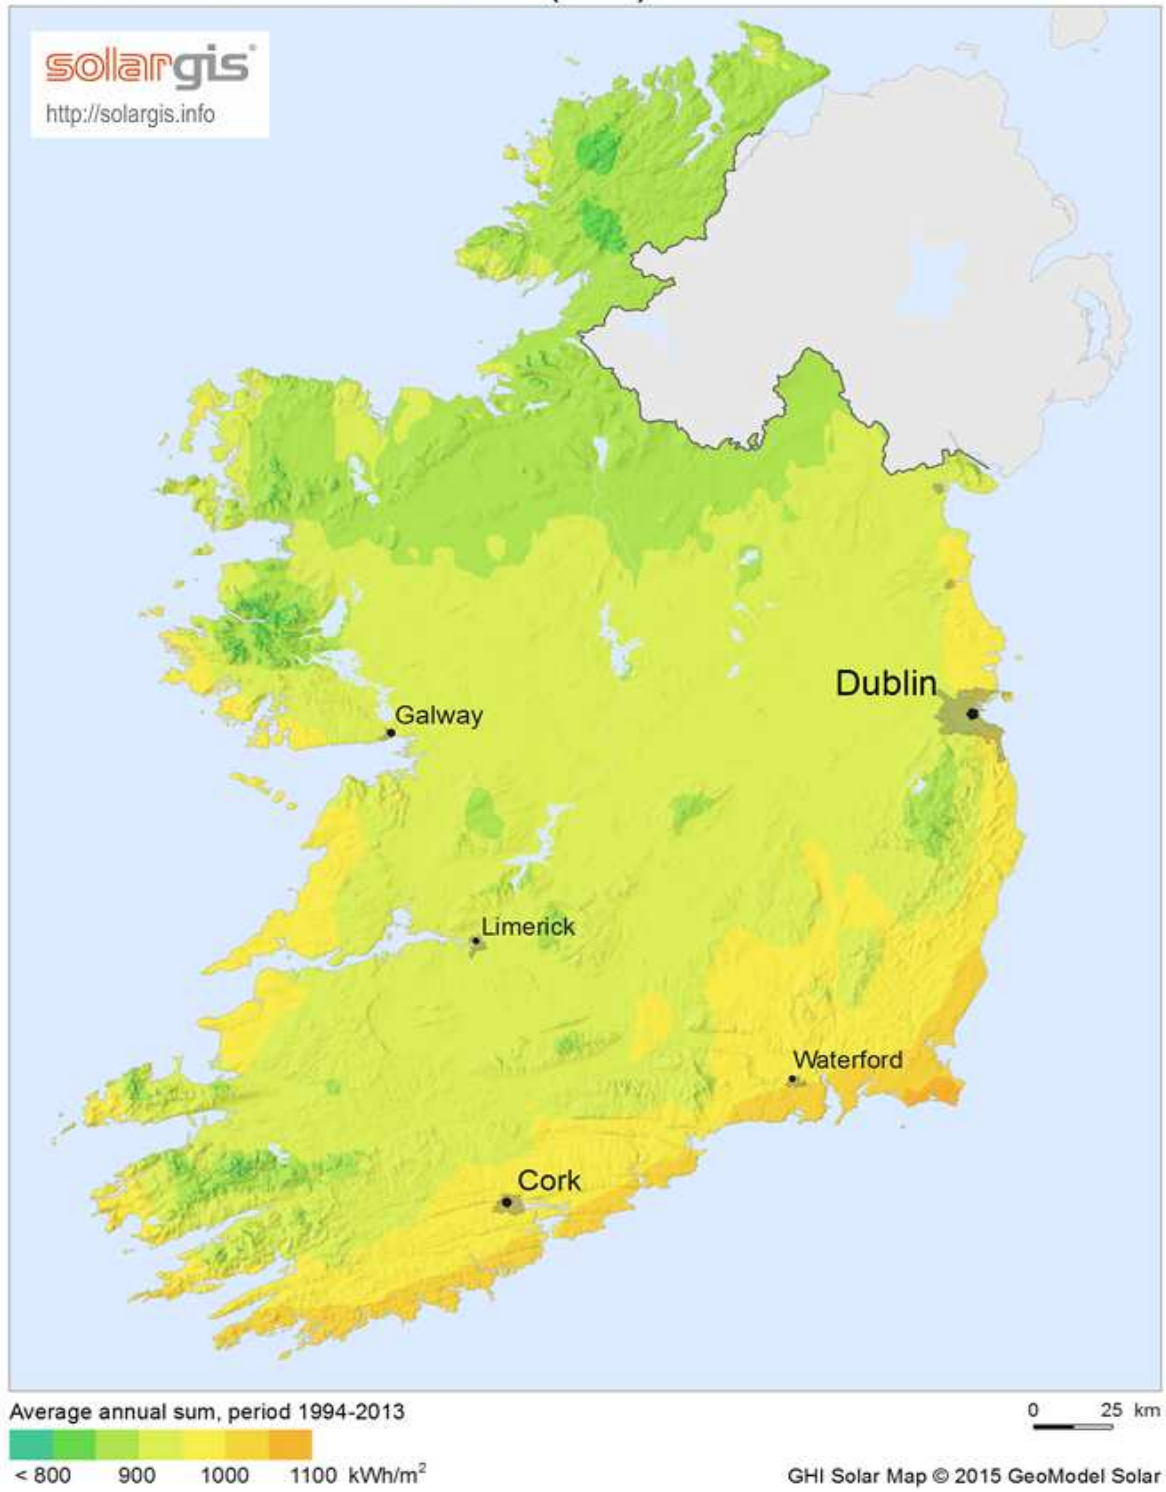 solargis®
http://solargis.info
Dublin
Galway
Limerick
Waterford
Cork
Average annual sum, period 1994-2013
0 25 km
< 800 900 1000 1100 kWh/m²
GHI Solar Map © 2015 GeoModel Solar